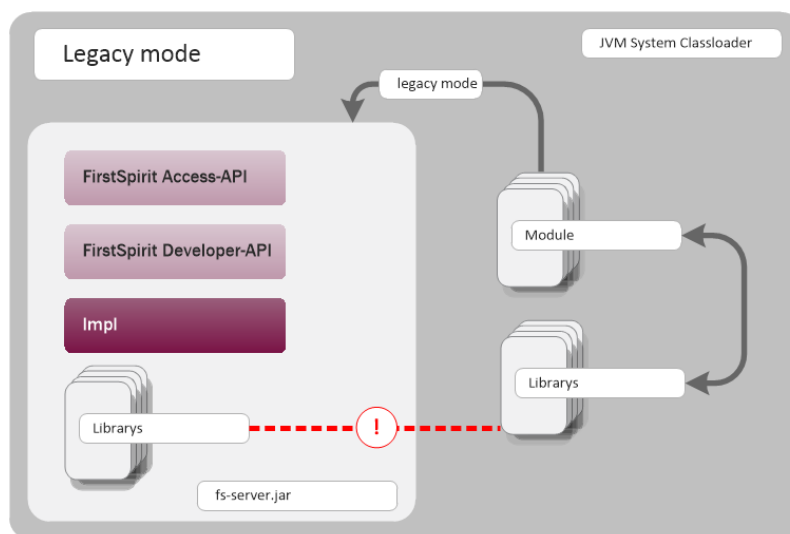 Legacy mode
JVM System Classloader
legacy mode
FirstSpirit Access-API
FirstSpirit Developer-API
Module
Impl
Librarys
Librarys
!
fs-server.jar